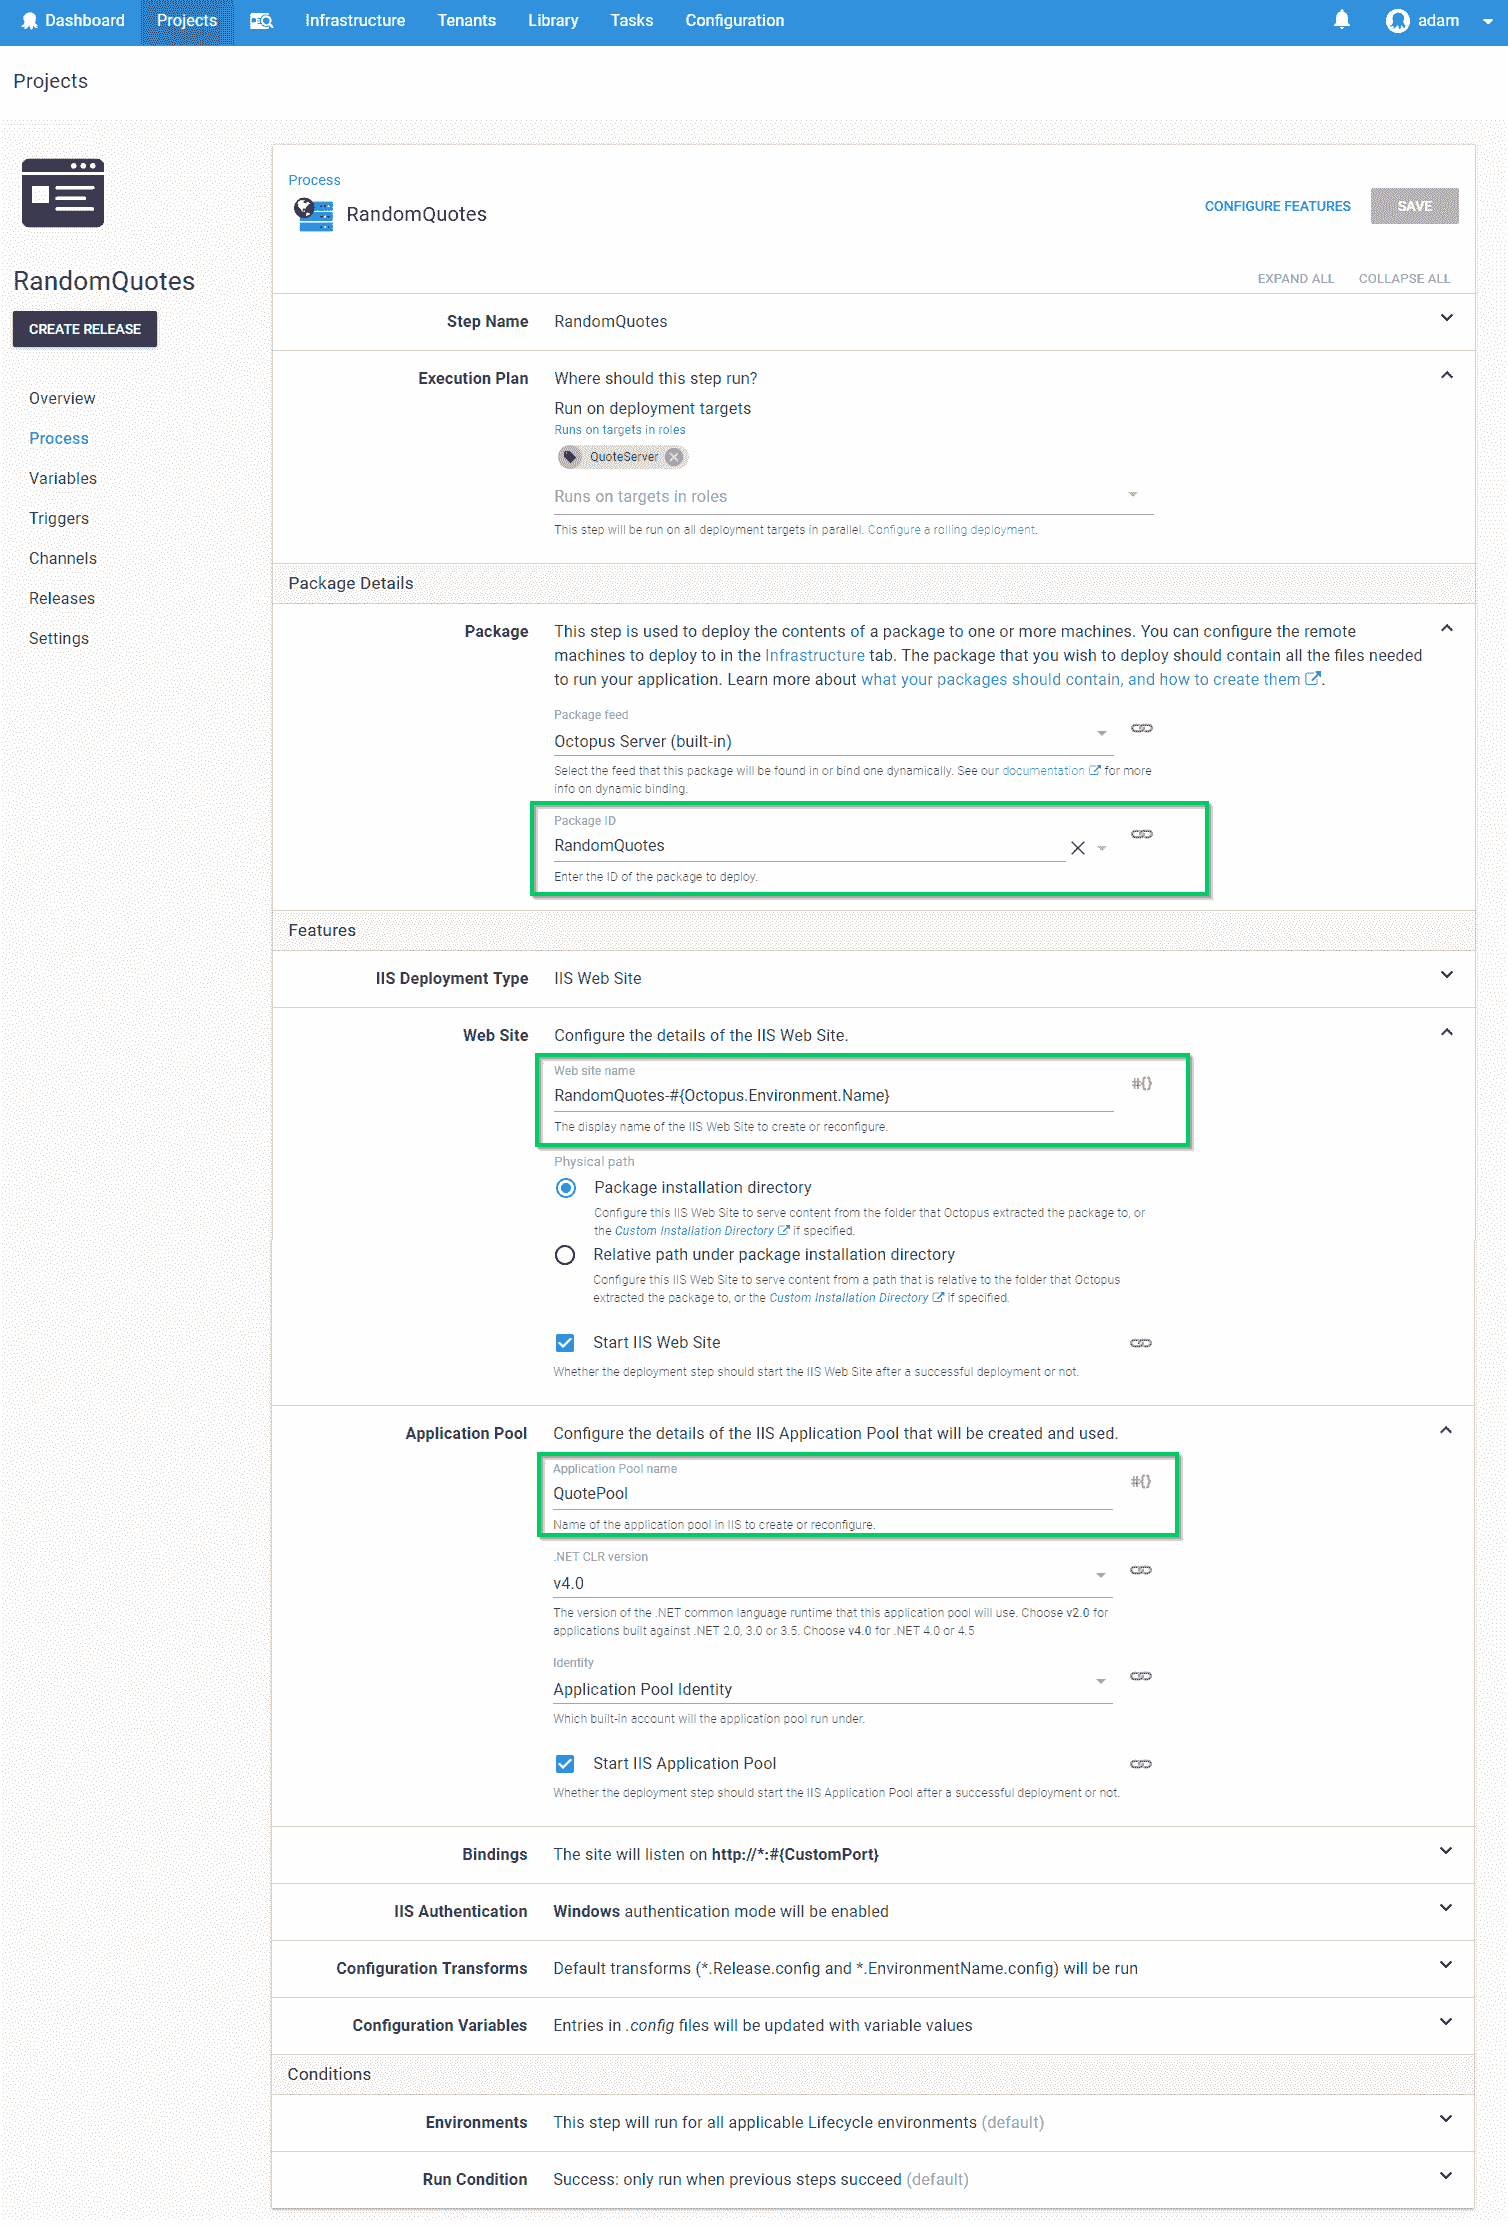 Dashboard Projects Infrastructure Tenants Library Tasks Configuration adam
Projects
Process
RandomQuotes
CONFIGURE FEATURES SAVE
EXPAND ALL COLLAPSE ALL
RandomQuotes
CREATE RELEASE
Overview
Process
Variables
Triggers
Channels
Releases
Settings
Step Name RandomQuotes
Execution Plan Where should this step run?
Run on deployment targets
Runs on targets in roles
QuoteServer
Runs on targets in roles
This step will be run on all deployment targets in parallel. Configure a rolling deployment.
Package Details
Package This step is used to deploy the contents of a package to one or more machines. You can configure the remote
machines to deploy to in the Infrastructure tab. The package that you wish to deploy should contain all the files needed
to run your application. Learn more about what your packages should contain, and how to create them.
Package feed
Octopus Server (built-in)
Select the feed that this package will be found in or bind one dynamically. See our documentation for more
info on dynamic binding.
Package ID
RandomQuotes
Enter the ID of the package to deploy.
Features
IIS Deployment Type IIS Web Site
Web Site Configure the details of the IIS Web Site.
Web site name
RandomQuotes-#{Octopus.Environment.Name} #{}
The display name of the IIS Web Site to create or reconfigure.
Physical path
Package installation directory
Configure this IIS Web Site to serve content from the folder that Octopus extracted the package to, or
the Custom Installation Directory if specified.
Relative path under package installation directory
Configure this IIS Web Site to serve content from a path that is relative to the folder that Octopus
extracted the package to, or the Custom Installation Directory if specified.
Start IIS Web Site
Whether the deployment step should start the IIS Web Site after a successful deployment or not.
Application Pool Configure the details of the IIS Application Pool that will be created and used.
Application Pool name
QuotePool #{}
Name of the application pool in IIS to create or reconfigure.
.NET CLR version
v4.0
The version of the .NET common language runtime that this application pool will use. Choose v2.0 for
applications built against .NET 2.0, 3.0 or 3.5. Choose v4.0 for .NET 4.0 or 4.5
Identity
Application Pool Identity
Which built-in account will the application pool run under.
Start IIS Application Pool
Whether the deployment step should start the IIS Application Pool after a successful deployment or not.
Bindings The site will listen on http://*:#{CustomPort}
IIS Authentication Windows authentication mode will be enabled
Configuration Transforms Default transforms (*.Release.config and *.EnvironmentName.config) will be run
Configuration Variables Entries in .config files will be updated with variable values
Conditions
Environments This step will run for all applicable Lifecycle environments (default)
Run Condition Success: only run when previous steps succeed (default)